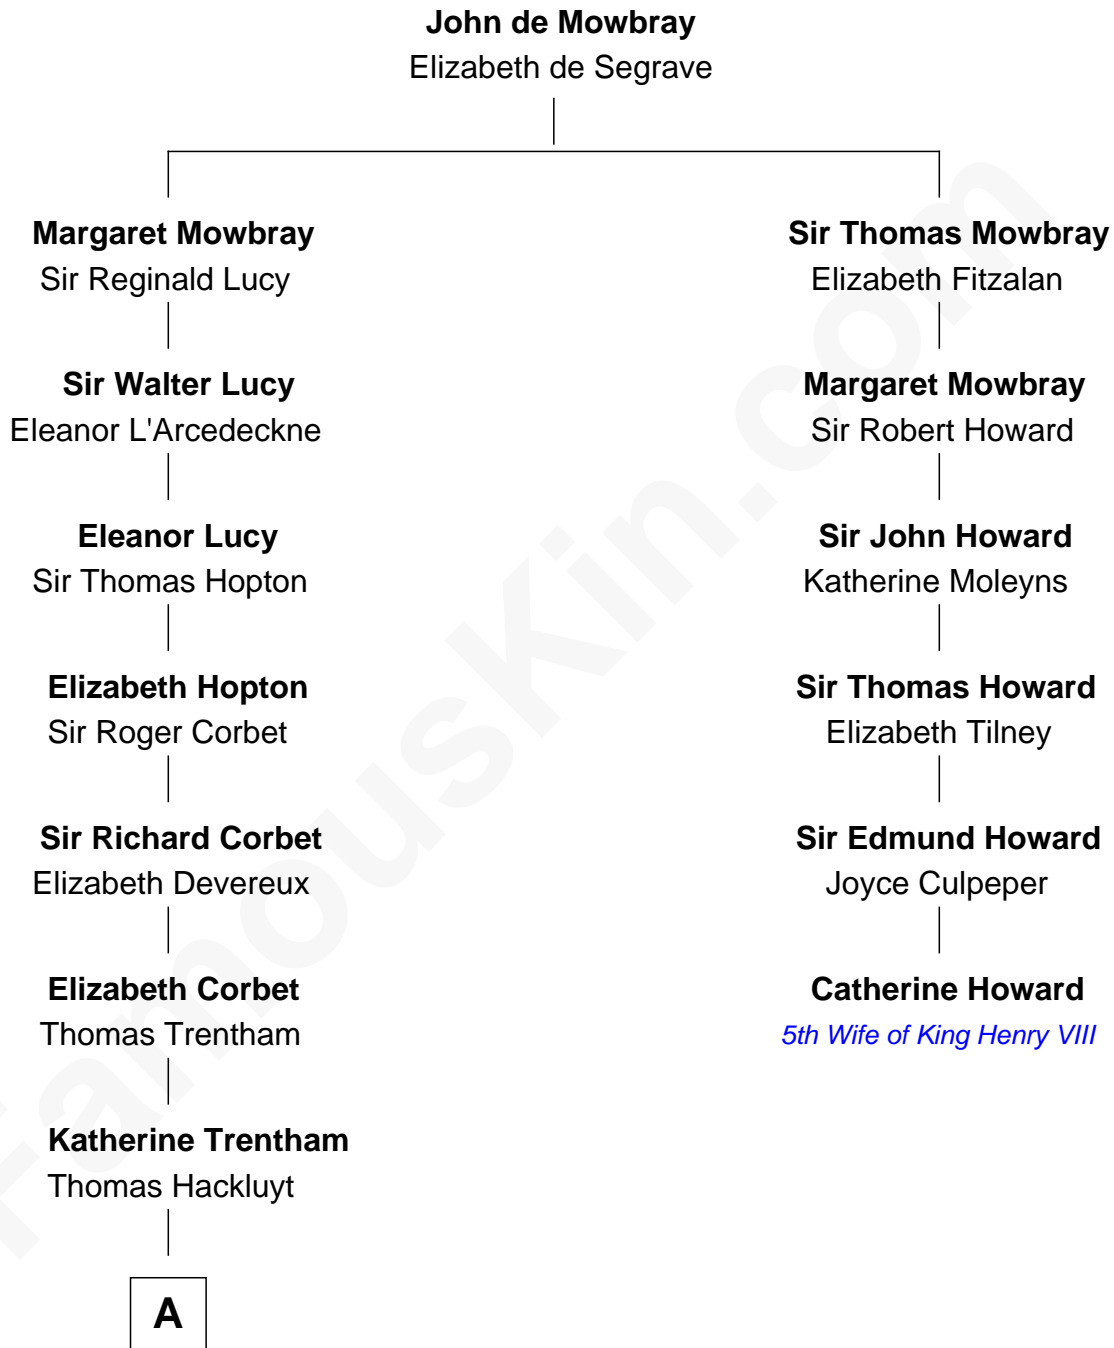 John de Mowbray
Elizabeth de Segrave
Margaret Mowbray
Sir Reginald Lucy
Sir Thomas Mowbray
Elizabeth Fitzalan
Sir Walter Lucy
Eleanor L'Arcedeckne
Margaret Mowbray
Sir Robert Howard
Eleanor Lucy
Sir Thomas Hopton
Sir John Howard
Katherine Moleyns
Elizabeth Hopton
Sir Roger Corbet
Sir Thomas Howard
Elizabeth Tilney
Sir Richard Corbet
Elizabeth Devereux
Sir Edmund Howard
Joyce Culpeper
Elizabeth Corbet
Thomas Trentham
Catherine Howard
5th Wife of King Henry VIII
Katherine Trentham
Thomas Hackluyt
A
FamousKin.com